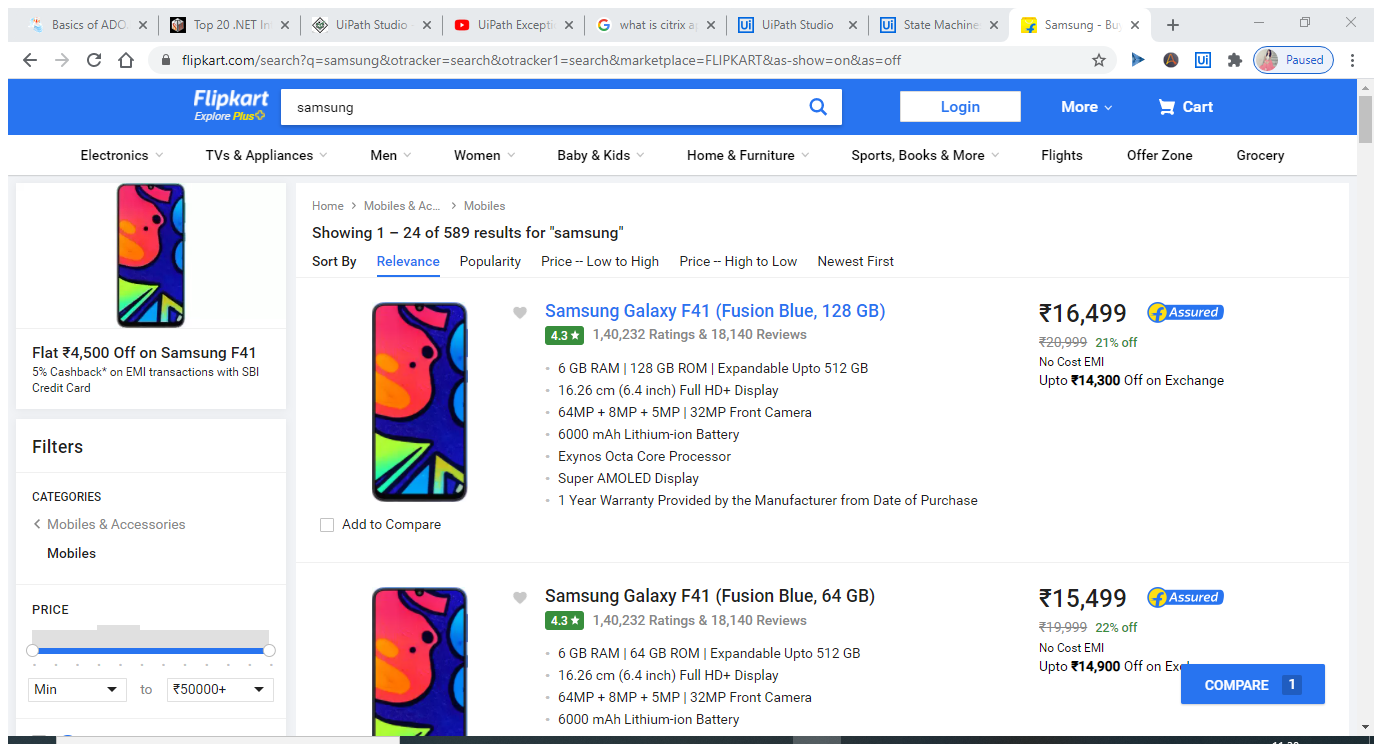 Basics of ADO. Top 20 .NET In UiPath Studio UiPath Excepti what is citrix a UiPath Studio State Machine Samsung - Bu
flipkart.com/search?q=samsung&otracker=search&otracker1=search&marketplace=FLIPKART&as-show=on&as=off Ui Paused
Flipkart samsung Login More Cart
Explore Plus
Electronics TVs & Appliances Men Women Baby & Kids Home & Furniture Sports, Books & More Flights Offer Zone Grocery
Flat ₹4,500 Off on Samsung F41
5% Cashback* on EMI transactions with SBI
Credit Card
Filters
CATEGORIES
Mobiles & Accessories
Mobiles
PRICE
Min to ₹50000+
Home > Mobiles & Ac... > Mobiles
Showing 1 – 24 of 589 results for "samsung"
Sort By Relevance Popularity Price -- Low to High Price -- High to Low Newest First
Samsung Galaxy F41 (Fusion Blue, 128 GB)
4.3★ 1,40,232 Ratings & 18,140 Reviews
6 GB RAM | 128 GB ROM | Expandable Upto 512 GB
16.26 cm (6.4 inch) Full HD+ Display
64MP + 8MP + 5MP | 32MP Front Camera
6000 mAh Lithium-ion Battery
Exynos Octa Core Processor
Super AMOLED Display
1 Year Warranty Provided by the Manufacturer from Date of Purchase
Add to Compare
₹16,499 Assured
₹20,999 21% off
No Cost EMI
Upto ₹14,300 Off on Exchange
Samsung Galaxy F41 (Fusion Blue, 64 GB)
4.3★ 1,40,232 Ratings & 18,140 Reviews
6 GB RAM | 64 GB ROM | Expandable Upto 512 GB
16.26 cm (6.4 inch) Full HD+ Display
64MP + 8MP + 5MP | 32MP Front Camera
6000 mAh Lithium-ion Battery
₹15,499 Assured
₹19,999 22% off
No Cost EMI
Upto ₹14,900 Off on Exc
COMPARE 1